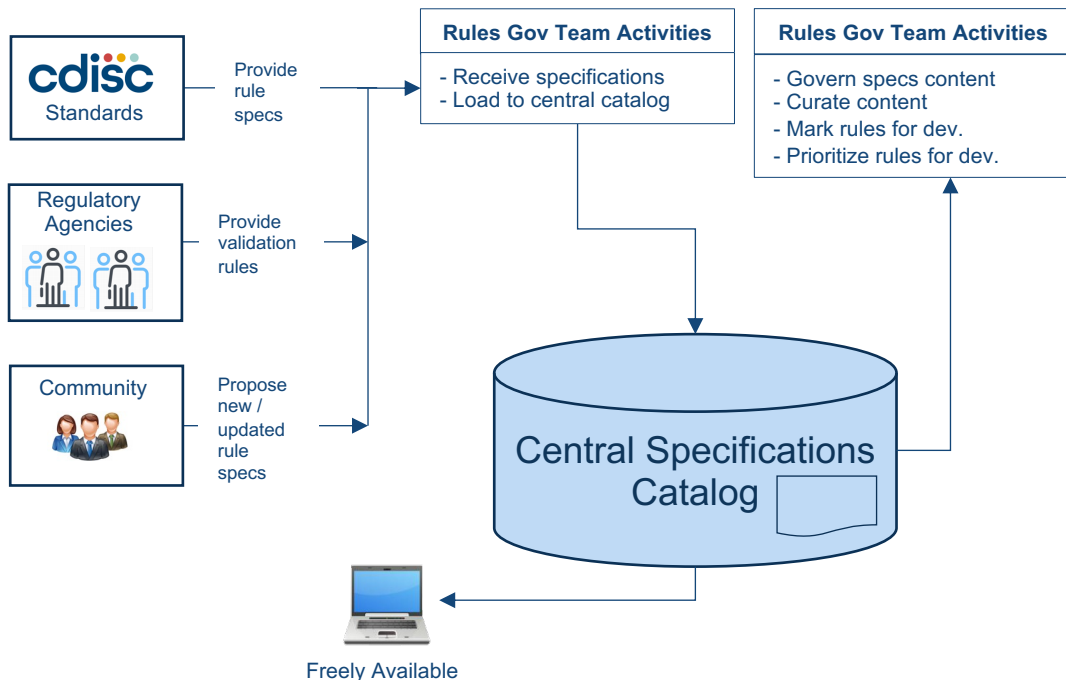 cdisc
Standards
Provide
rule
specs
Rules Gov Team Activities
- Receive specifications
- Load to central catalog
Rules Gov Team Activities
- Govern specs content
- Curate content
- Mark rules for dev.
- Prioritize rules for dev.
Regulatory
Agencies
Provide
validation
rules
Community
Propose
new /
updated
rule
specs
Central Specifications
Catalog
Freely Available